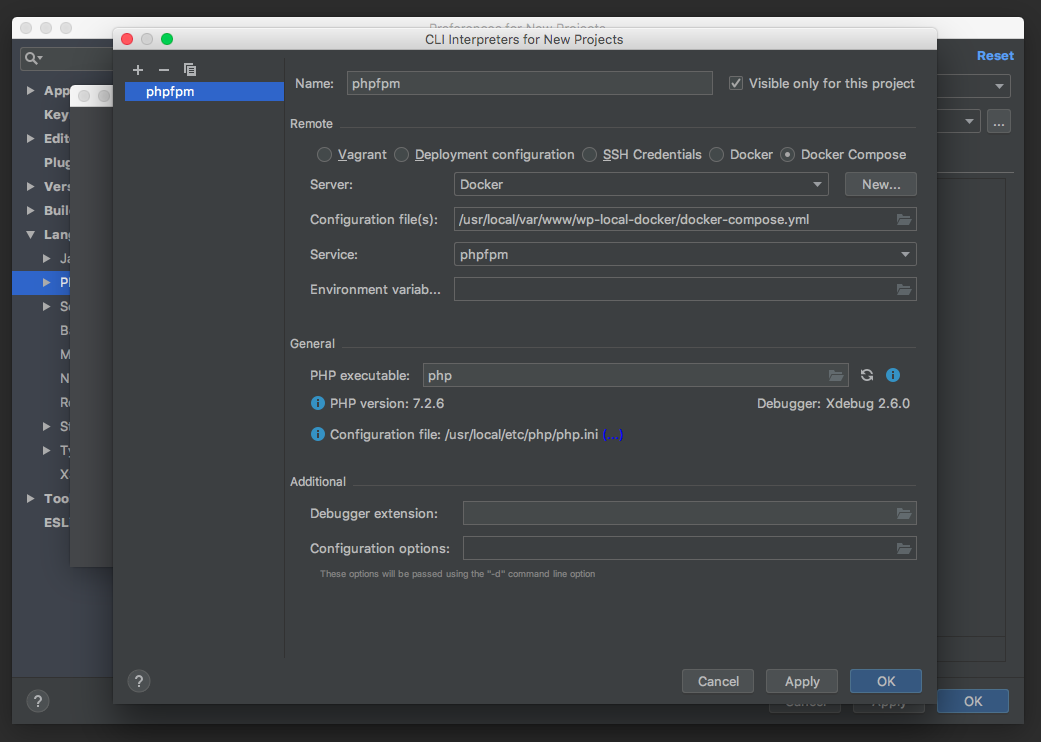 Preferences for New Projects
CLI Interpreters for New Projects
Reset
App
Key
Edit
Plug
Vers
Buil
Lang
Ja
Pl
S
B
M
N
R
St
Ty
X
Too
ESL
phpfpm
Name: phpfpm Visible only for this project
Remote
Vagrant Deployment configuration SSH Credentials Docker Docker Compose
Server: Docker New...
Configuration file(s): /usr/local/var/www/wp-local-docker/docker-compose.yml
...
Service: phpfpm
Environment variab...
General
PHP executable: php
PHP version: 7.2.6 Debugger: Xdebug 2.6.0
Configuration file: /usr/local/etc/php/php.ini (...)
Additional
Debugger extension:
Configuration options:
These options will be passed using the "-d" command line option
? Cancel Apply OK
? Cancel Apply OK